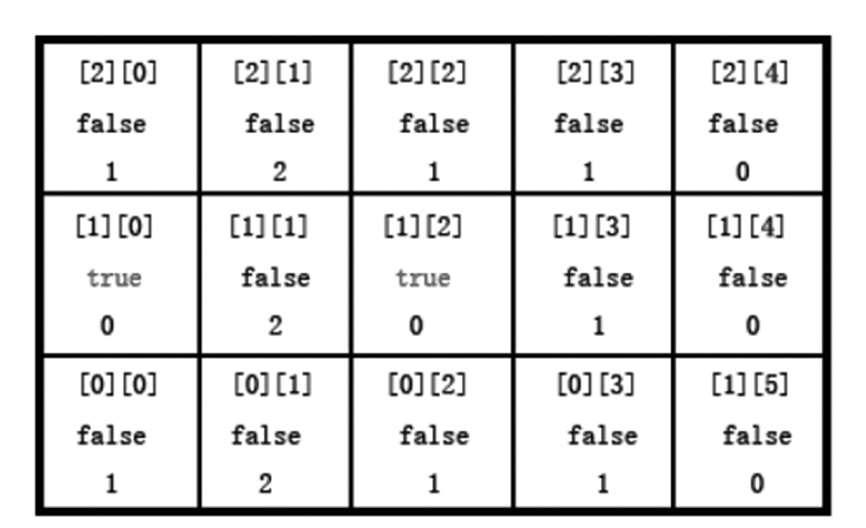 [2][0] [2][1] [2][2] [2][3] [2][4]
false false false false false
1 2 1 1 0
[1][0] [1][1] [1][2] [1][3] [1][4]
true false true false false
0 2 0 1 0
[0][0] [0][1] [0][2] [0][3] [1][5]
false false false false false
1 2 1 1 0